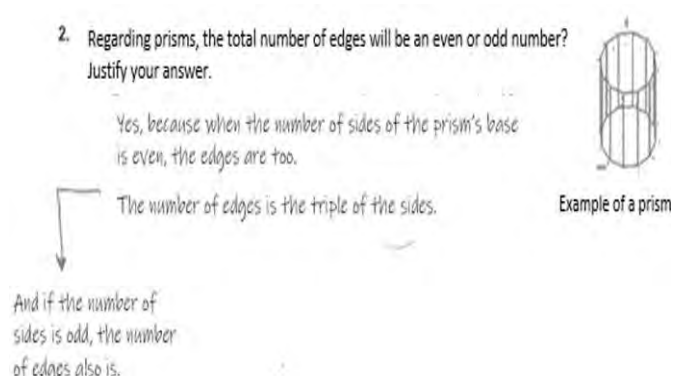 2. Regarding prisms, the total number of edges will be an even or odd number?
Justify your answer.
Yes, because when the number of sides of the prism's base
is even, the edges are too.
The number of edges is the triple of the sides.
Example of a prism
And if the number of
sides is odd, the number
of edges also is.